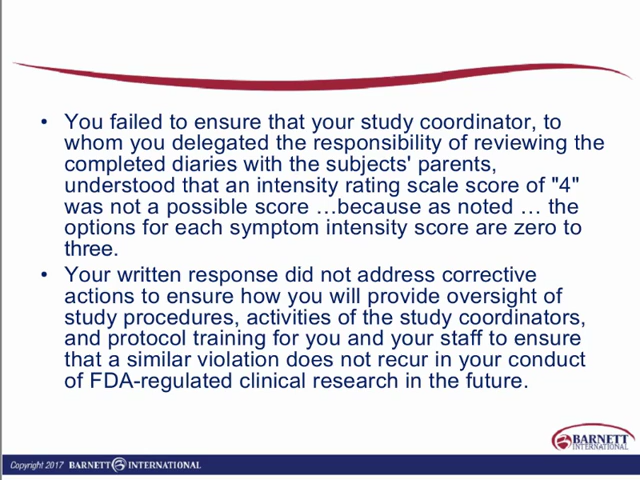 • You failed to ensure that your study coordinator, to
whom you delegated the responsibility of reviewing the
completed diaries with the subjects' parents,
understood that an intensity rating scale score of "4"
was not a possible score …because as noted … the
options for each symptom intensity score are zero to
three.
• Your written response did not address corrective
actions to ensure how you will provide oversight of
study procedures, activities of the study coordinators,
and protocol training for you and your staff to ensure
that a similar violation does not recur in your conduct
of FDA-regulated clinical research in the future.
BARNETT
INTERNATIONAL
Copyright 2017 BARNETT INTERNATIONAL